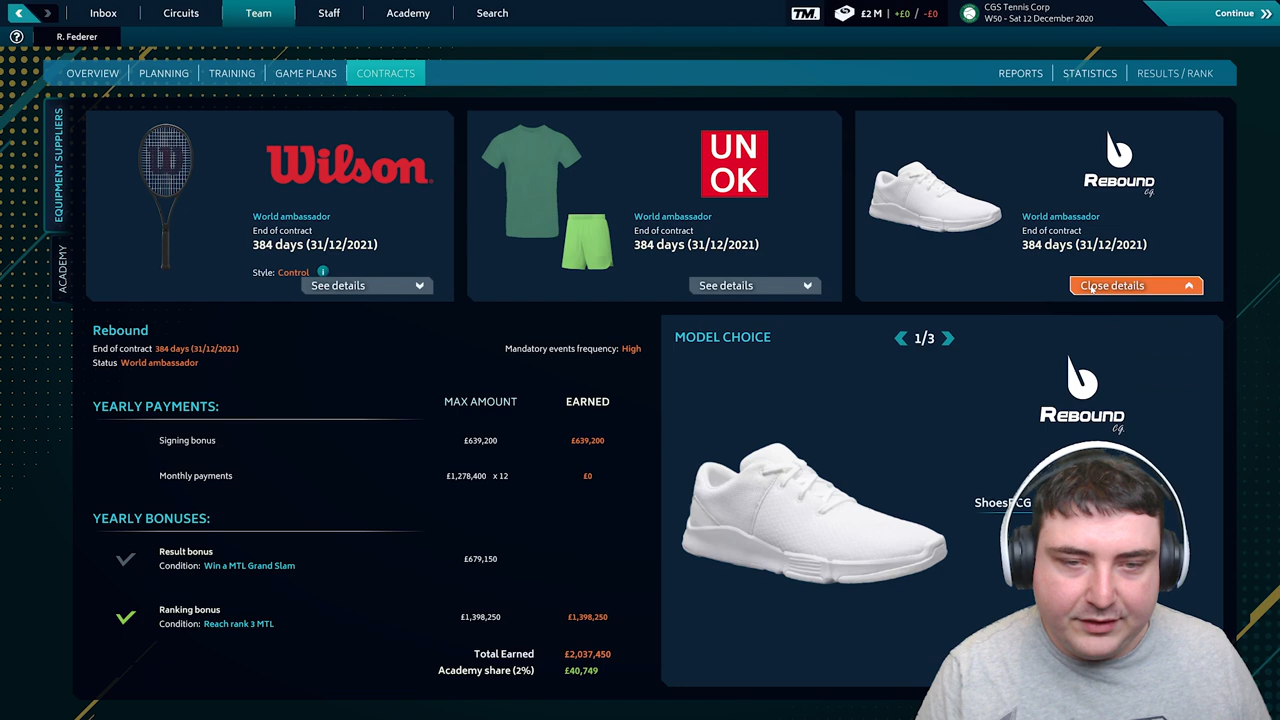 Inbox
Circuits
Team
Staff
Academy
Search
TM.
£2 M | +£0 / -£0
CGS Tennis Corp
W50 - Sat 12 December 2020
Continue
R. Federer
OVERVIEW
PLANNING
TRAINING
GAME PLANS
CONTRACTS
REPORTS
STATISTICS
RESULTS / RANK
EQUIPMENT SUPPLIERS
ACADEMY
Wilson.
World ambassador
End of contract
384 days (31/12/2021)
Style: Control
See details
UN
OK
World ambassador
End of contract
384 days (31/12/2021)
See details
REBOUND
CG.
World ambassador
End of contract
384 days (31/12/2021)
Close details
Rebound
End of contract 384 days (31/12/2021)
Mandatory events frequency: High
Status World ambassador
YEARLY PAYMENTS:
MAX AMOUNT
EARNED
Signing bonus
£639,200
£639,200
Monthly payments
£1,278,400 x 12
£0
YEARLY BONUSES:
Result bonus
Condition: Win a MTL Grand Slam
£679,150
Ranking bonus
Condition: Reach rank 3 MTL
£1,398,250
£1,398,250
Total Earned
£2,037,450
Academy share (2%)
£40,749
MODEL CHOICE
1/3
REBOUND
CG.